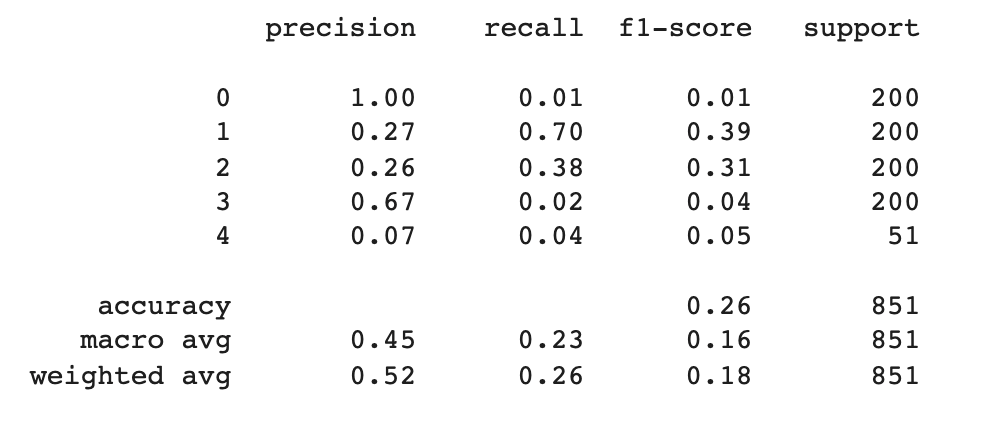 precision recall f1-score support
0 1.00 0.01 0.01 200
1 0.27 0.70 0.39 200
2 0.26 0.38 0.31 200
3 0.67 0.02 0.04 200
4 0.07 0.04 0.05 51
accuracy 0.26 851
macro avg 0.45 0.23 0.16 851
weighted avg 0.52 0.26 0.18 851